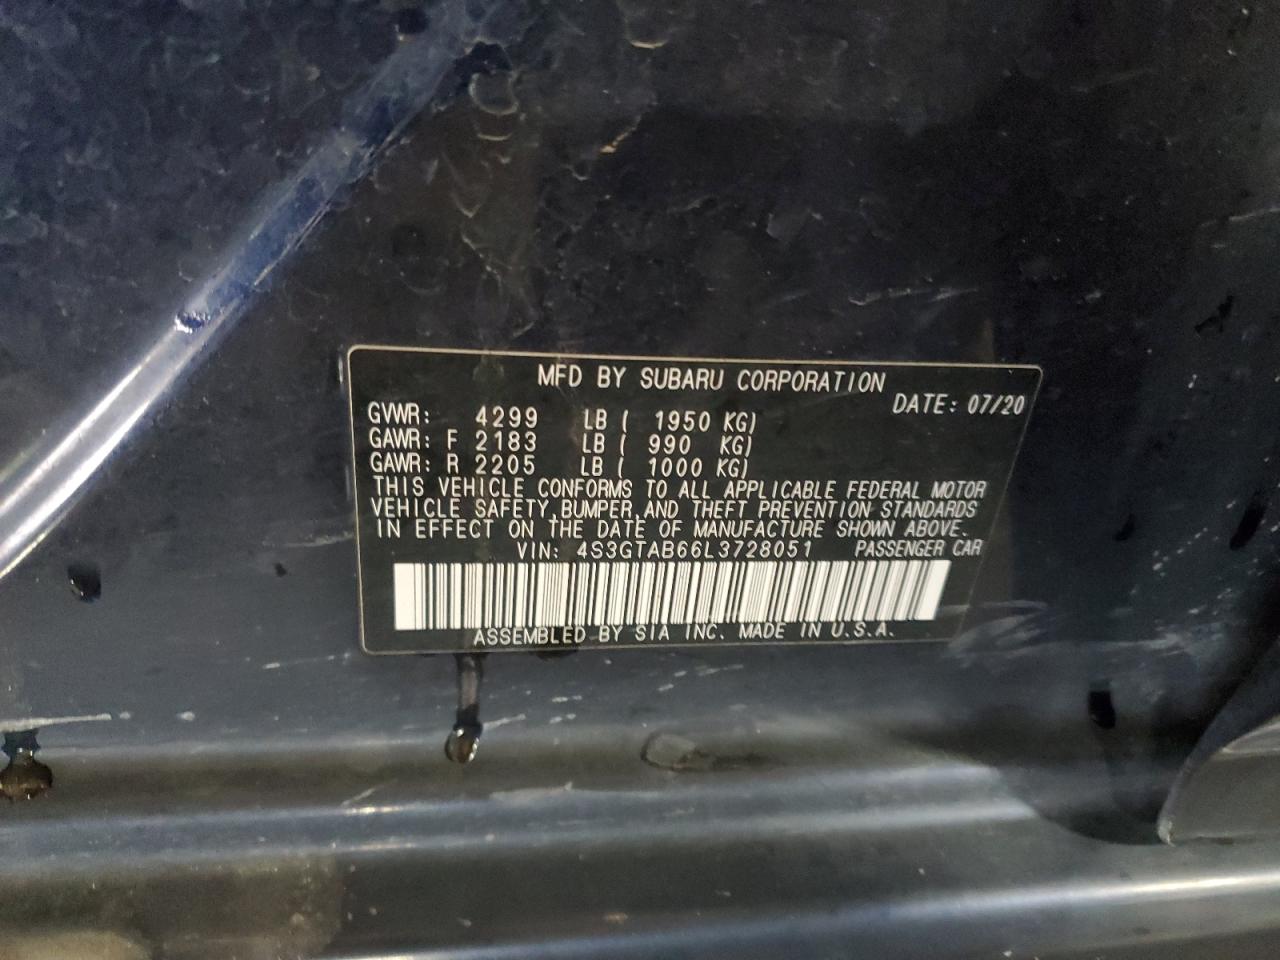 MFD BY SUBARU CORPORATION
DATE: 07/20
GVWR: 4299 LB ( 1950 KG)
GAWR: F 2183 LB ( 990 KG)
GAWR: R 2205 LB ( 1000 KG)
THIS VEHICLE CONFORMS TO ALL APPLICABLE FEDERAL MOTOR
VEHICLE SAFETY, BUMPER, AND THEFT PREVENTION STANDARDS
IN EFFECT ON THE DATE OF MANUFACTURE SHOWN ABOVE.
VIN: 4S3GTAB66L3728051 PASSENGER CAR
ASSEMBLED BY SIA INC. MADE IN U.S.A.